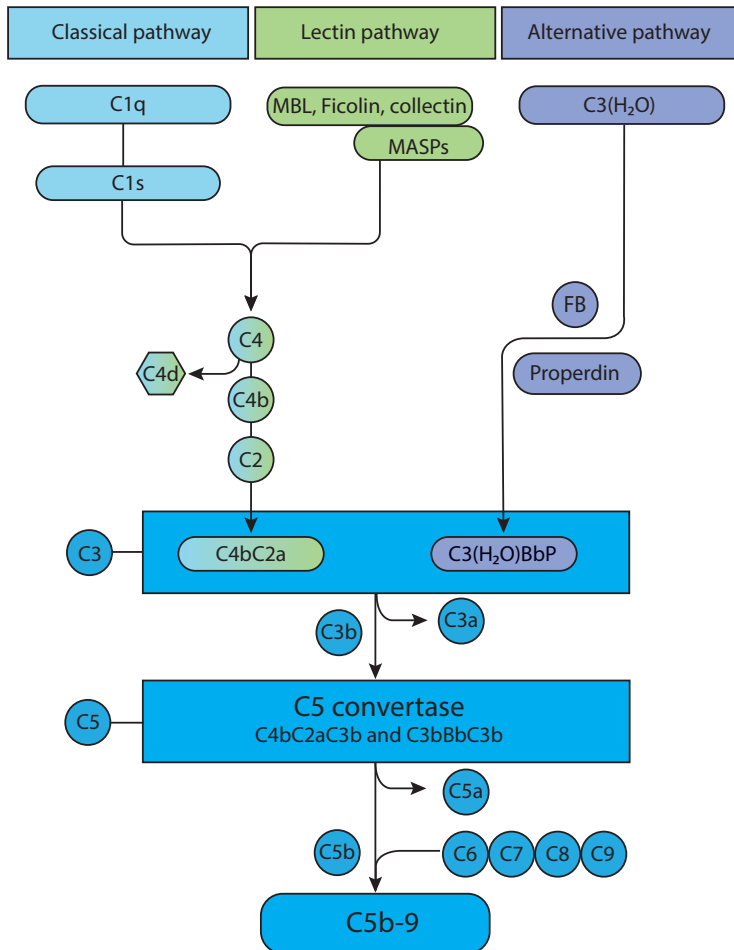 Classical pathway
Lectin pathway
Alternative pathway
C1q
MBL, Ficolin, collectin
C3(H₂O)
MASPs
C1s
FB
C4
C4d
Properdin
C4b
C2
C3
C4bC2a
C3(H₂O)BbP
C3b
C3a
C5 convertase
C5
C4bC2aC3b and C3bBbC3b
C5a
C5b
C6
C7
C8
C9
C5b-9